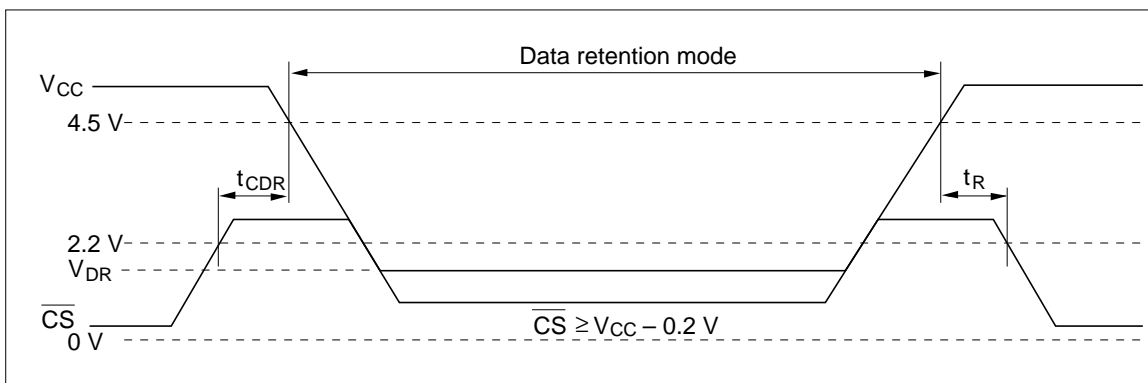 Data retention mode
VCC
4.5 V
tCDR
tR
2.2 V
VDR
CS
CS ≧ VCC – 0.2 V
0 V